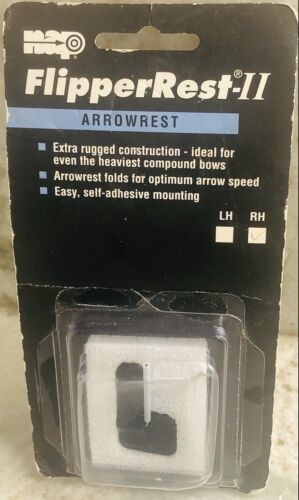 nap
FlipperRest®-II
ARROWREST
Extra rugged construction - ideal for
even the heaviest compound bows
Arrowrest folds for optimum arrow speed
Easy, self-adhesive mounting
LH RH